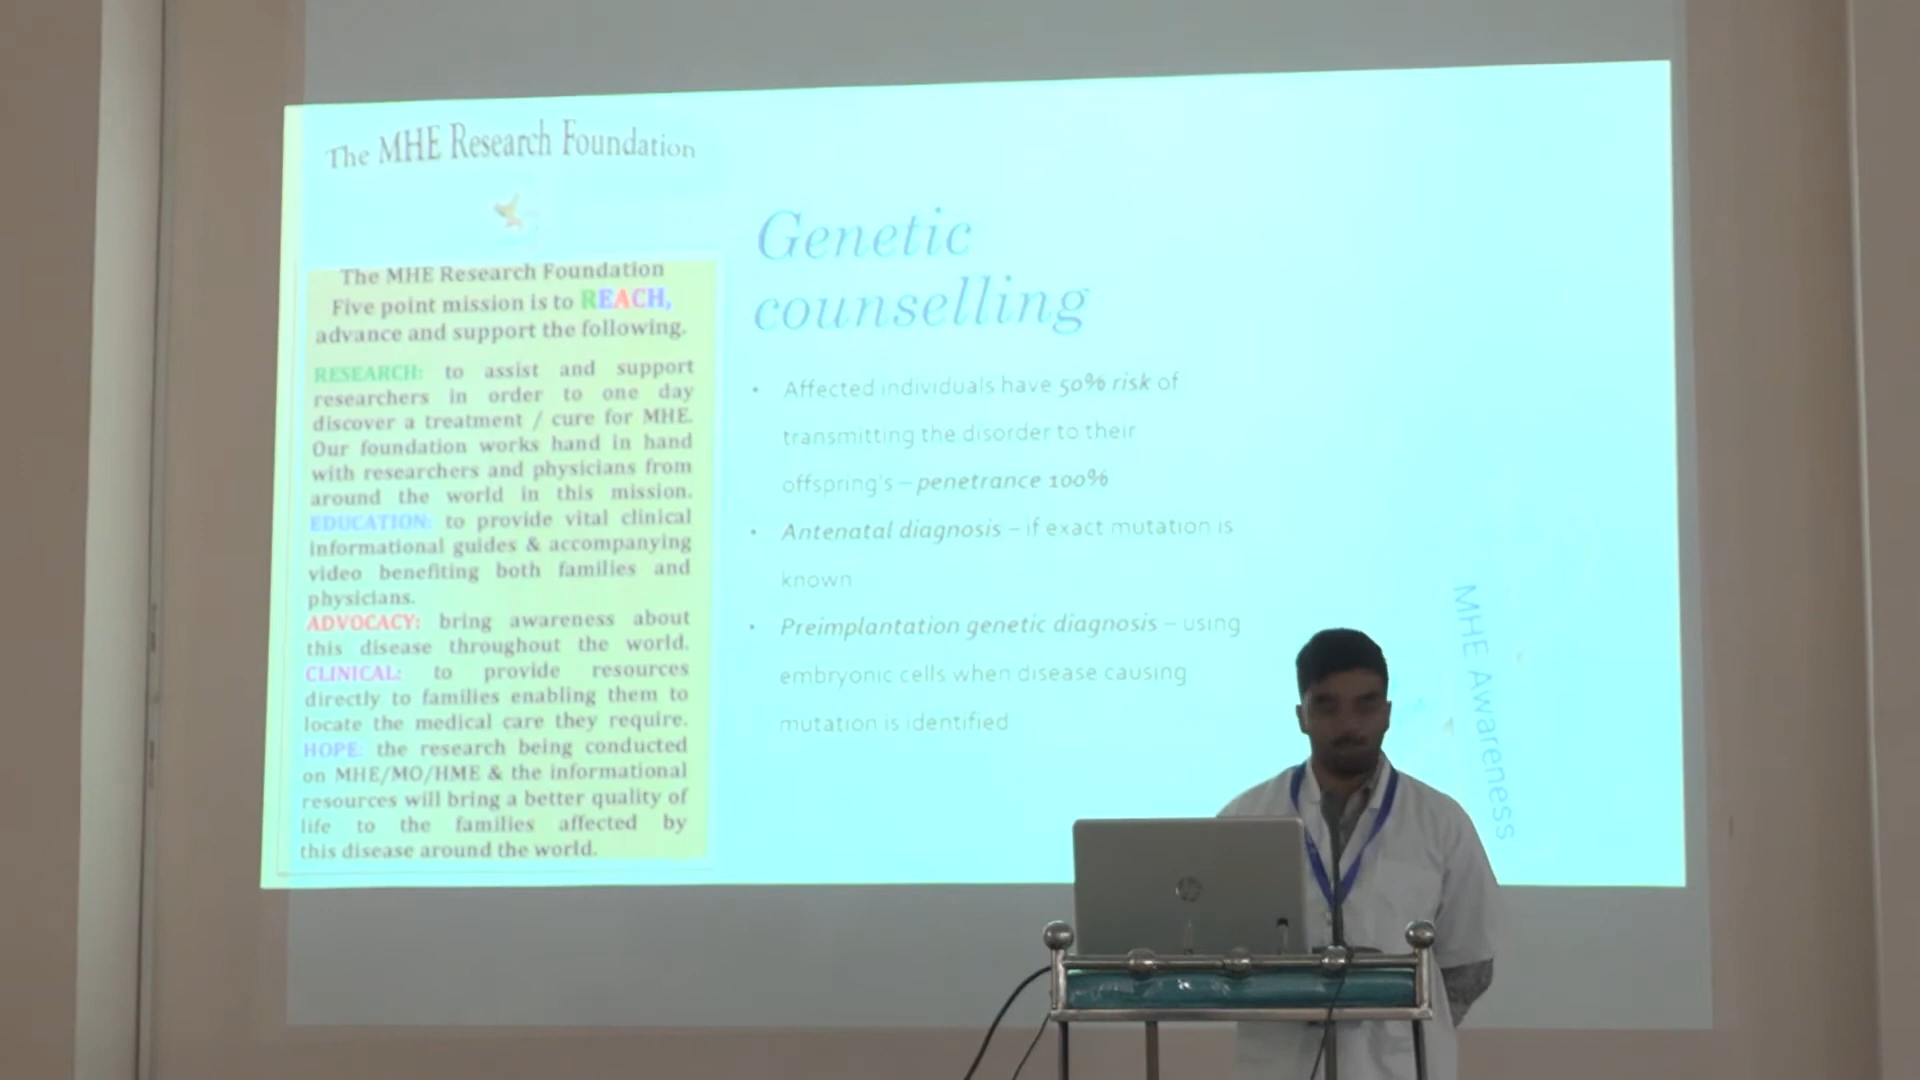 The MHE Research Foundation
The MHE Research Foundation
Five point mission is to REACH,
advance and support the following.
RESEARCH: to assist and support
researchers in order to one day
discover a treatment / cure for MHE.
Our foundation works hand in hand
with researchers and physicians from
around the world in this mission.
EDUCATION: to provide vital clinical
informational guides & accompanying
video benefiting both families and
physicians.
ADVOCACY: bring awareness about
this disease throughout the world.
CLINICAL: to provide resources
directly to families enabling them to
locate the medical care they require.
HOPE: the research being conducted
on MHE/MO/HME & the informational
resources will bring a better quality of
life to the families affected by
this disease around the world.
Genetic
counselling
• Affected individuals have 50% risk of
transmitting the disorder to their
offspring's – penetrance 100%
• Antenatal diagnosis – if exact mutation is
known
• Preimplantation genetic diagnosis – using
embryonic cells when disease causing
mutation is identified
MHE Awareness
hp